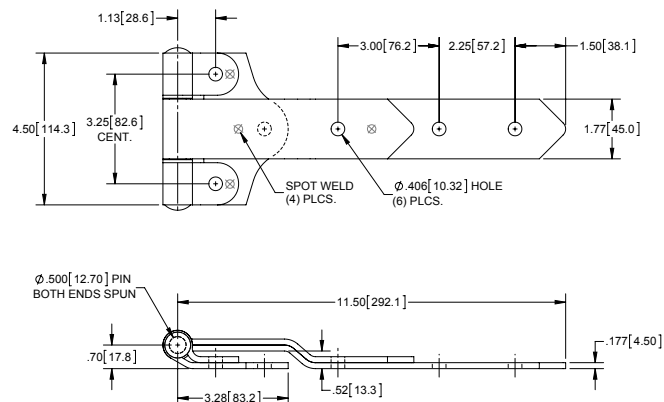 1.13[28.6]
3.00[76.2]
2.25[57.2]
1.50[38.1]
4.50[114.3]
3.25[82.6]
CENT.
1.77[45.0]
SPOT WELD
(4) PLCS.
Ø.406[10.32] HOLE
(6) PLCS.
Ø.500[12.70] PIN
BOTH ENDS SPUN
11.50[292.1]
.177[4.50]
.70[17.8]
.52[13.3]
3.28[83.2]